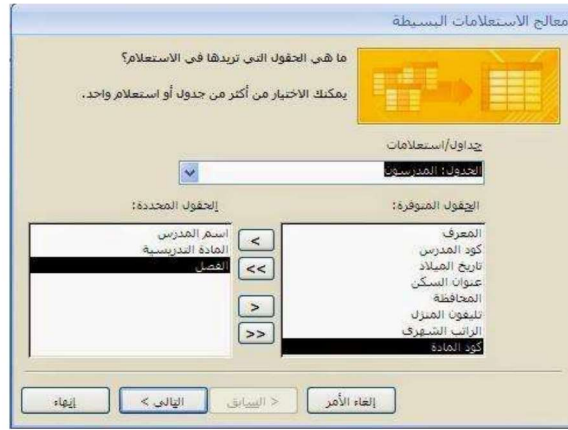 معالج الاستعلامات البسيطة
ما هي الحقول التي تريدها في الاستعلام؟
يمكنك الاختيار من أكثر من جدول أو استعلام واحد.
جداول/استعلامات
الجدول: المدرسون
الحقول المتوفرة:
المعرف
كود المدرس
تاريخ الميلاد
عنوان السكن
المحافظة
تليفون المنزل
الراتب الشهري
كود المادة
>
>>
<
<<
الحقول المحددة:
اسم المدرس
المادة التدريسية
الفصل
إلغاء الأمر
< السابق
التالي >
إنهاء